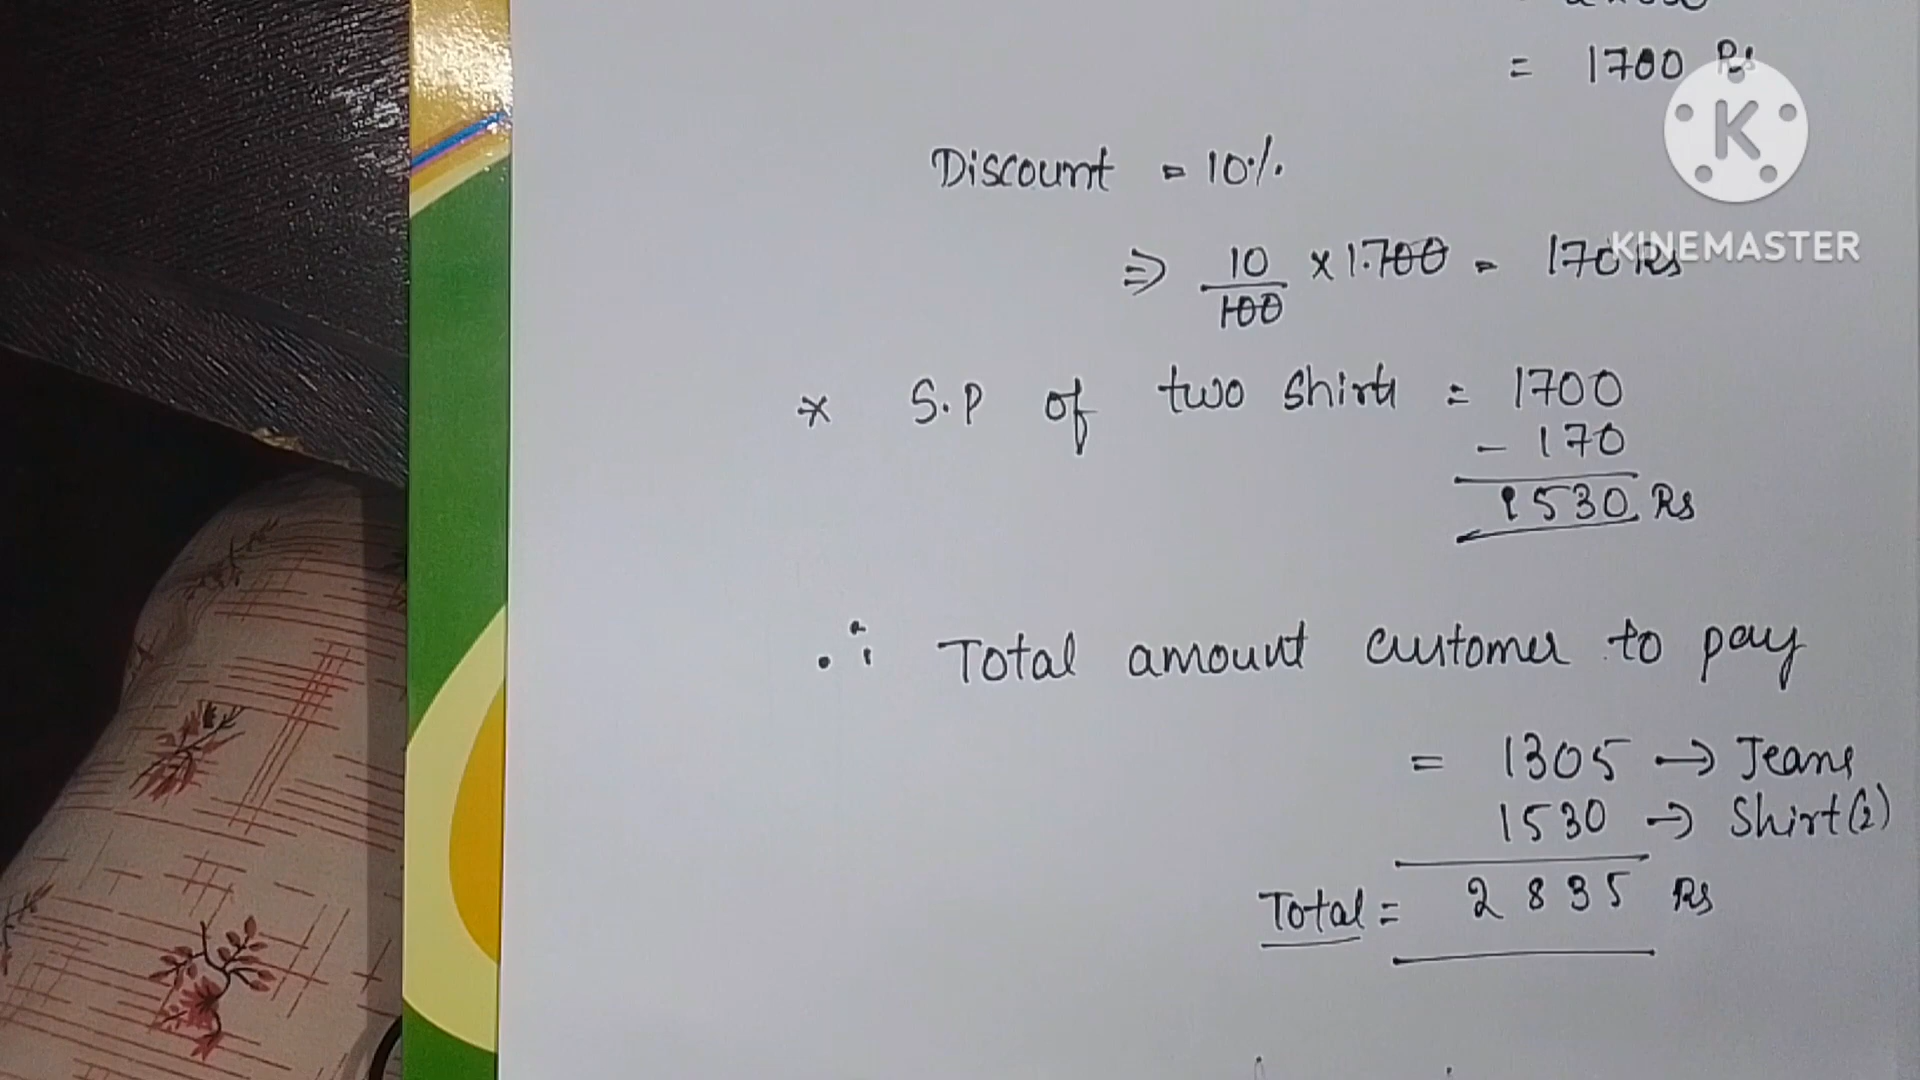 = 1700 Rs
K
KINEMASTER
Discount = 10%
⇒ 10/100 × 1700 = 170 Rs
* S.P of two Shirts = 1700
- 170
1530 Rs
∴ Total amount customer to pay
= 1305 → Jeans
1530 → Shirt(2)
Total = 2835 Rs